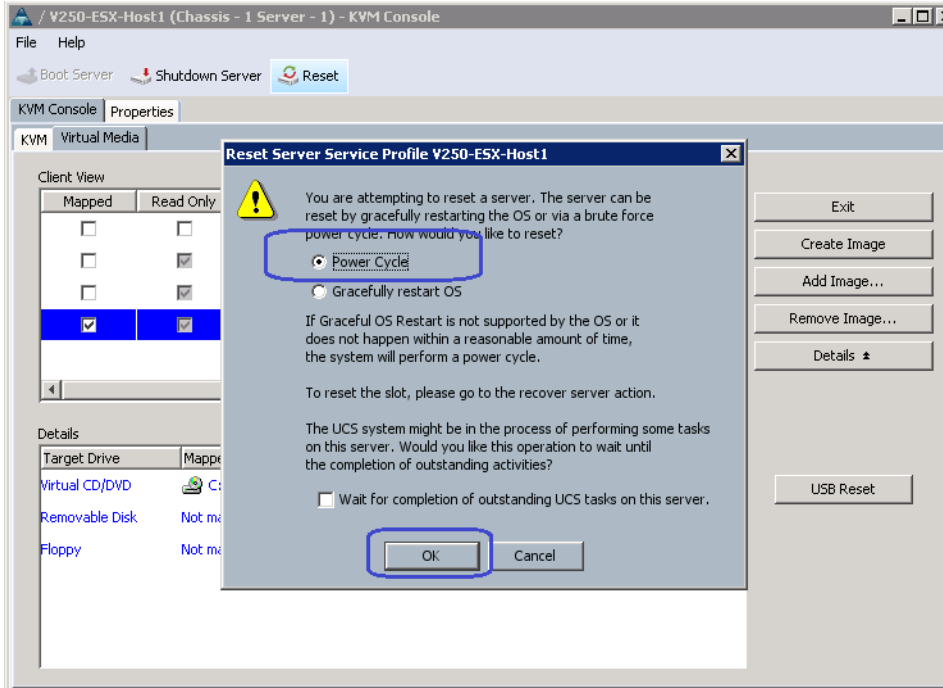 / V250-ESX-Host1 (Chassis - 1 Server - 1) - KVM Console
File Help
Boot Server Shutdown Server Reset
KVM Console Properties
KVM Virtual Media
Reset Server Service Profile V250-ESX-Host1
Client View
Mapped Read Only
You are attempting to reset a server. The server can be
reset by gracefully restarting the OS or via a brute force
power cycle. How would you like to reset?
Power Cycle
Gracefully restart OS
If Graceful OS Restart is not supported by the OS or it
does not happen within a reasonable amount of time,
the system will perform a power cycle.
To reset the slot, please go to the recover server action.
The UCS system might be in the process of performing some tasks
on this server. Would you like this operation to wait until
the completion of outstanding activities?
Wait for completion of outstanding UCS tasks on this server.
OK Cancel
Exit
Create Image
Add Image...
Remove Image...
Details
Details
Target Drive Mappe
Virtual CD/DVD C:
Removable Disk Not ma
Floppy Not ma
USB Reset